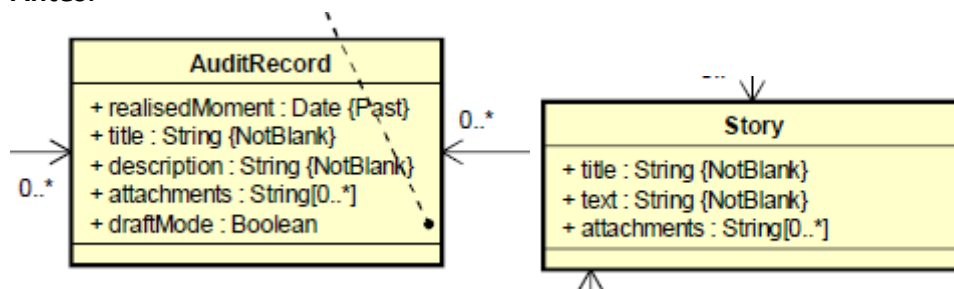 AuditRecord
+ realisedMoment : Date {Past}
+ title : String {NotBlank}
+ description : String {NotBlank}
+ attachments : String[0..*]
+ draftMode : Boolean
0..*
0..*
Story
+ title : String {NotBlank}
+ text : String {NotBlank}
+ attachments : String[0..*]